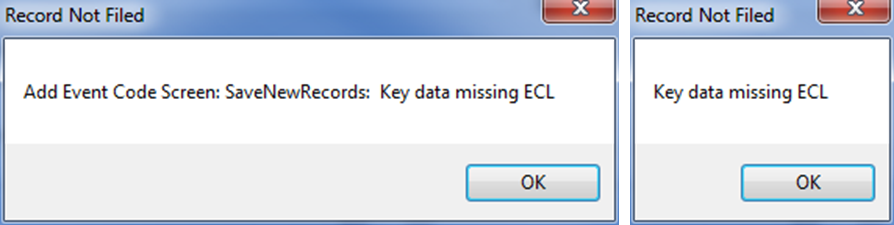 Record Not Filed
Add Event Code Screen: SaveNewRecords:  Key data missing ECL
OK
Record Not Filed
Key data missing ECL
OK